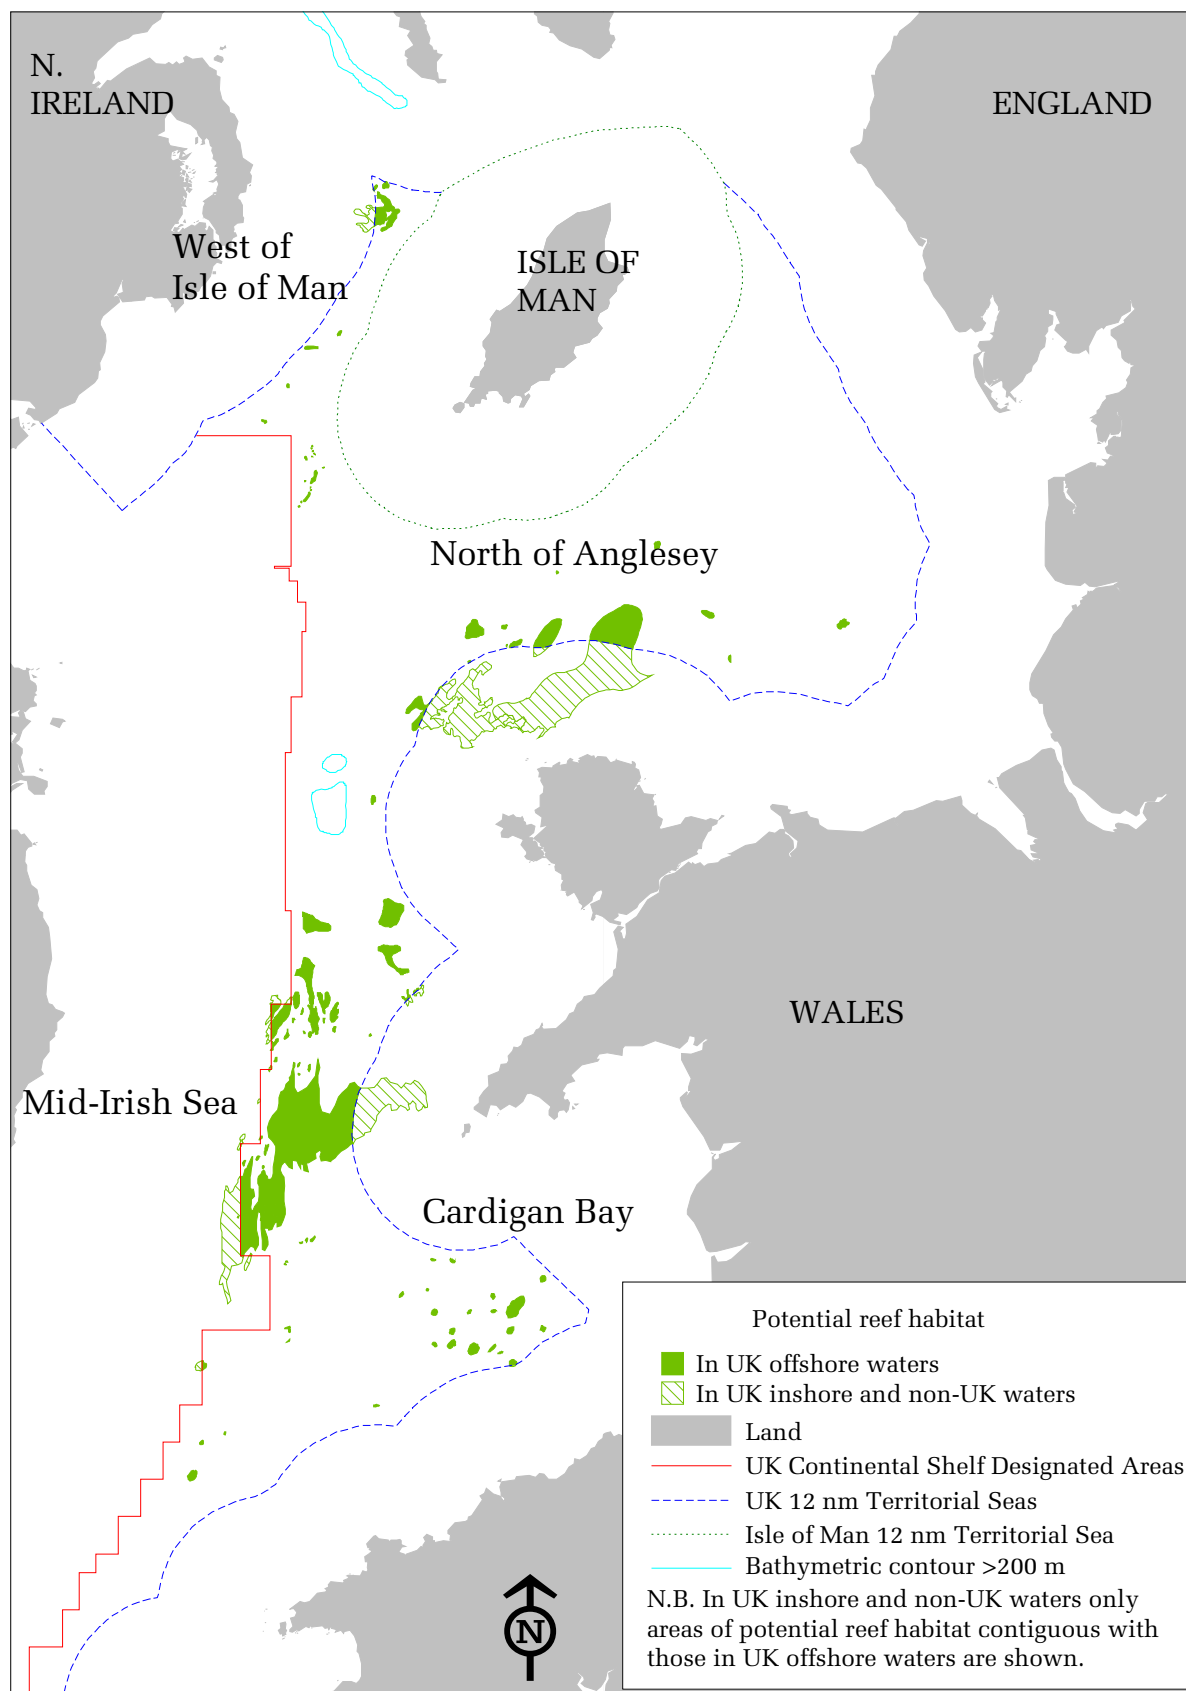 N.
IRELAND
ENGLAND
West of
Isle of Man
ISLE OF
MAN
North of Anglesey
WALES
Mid-Irish Sea
Cardigan Bay
Potential reef habitat
In UK offshore waters
In UK inshore and non-UK waters
Land
UK Continental Shelf Designated Areas
UK 12 nm Territorial Seas
Isle of Man 12 nm Territorial Sea
Bathymetric contour >200 m
N.B. In UK inshore and non-UK waters only
areas of potential reef habitat contiguous with
those in UK offshore waters are shown.
N